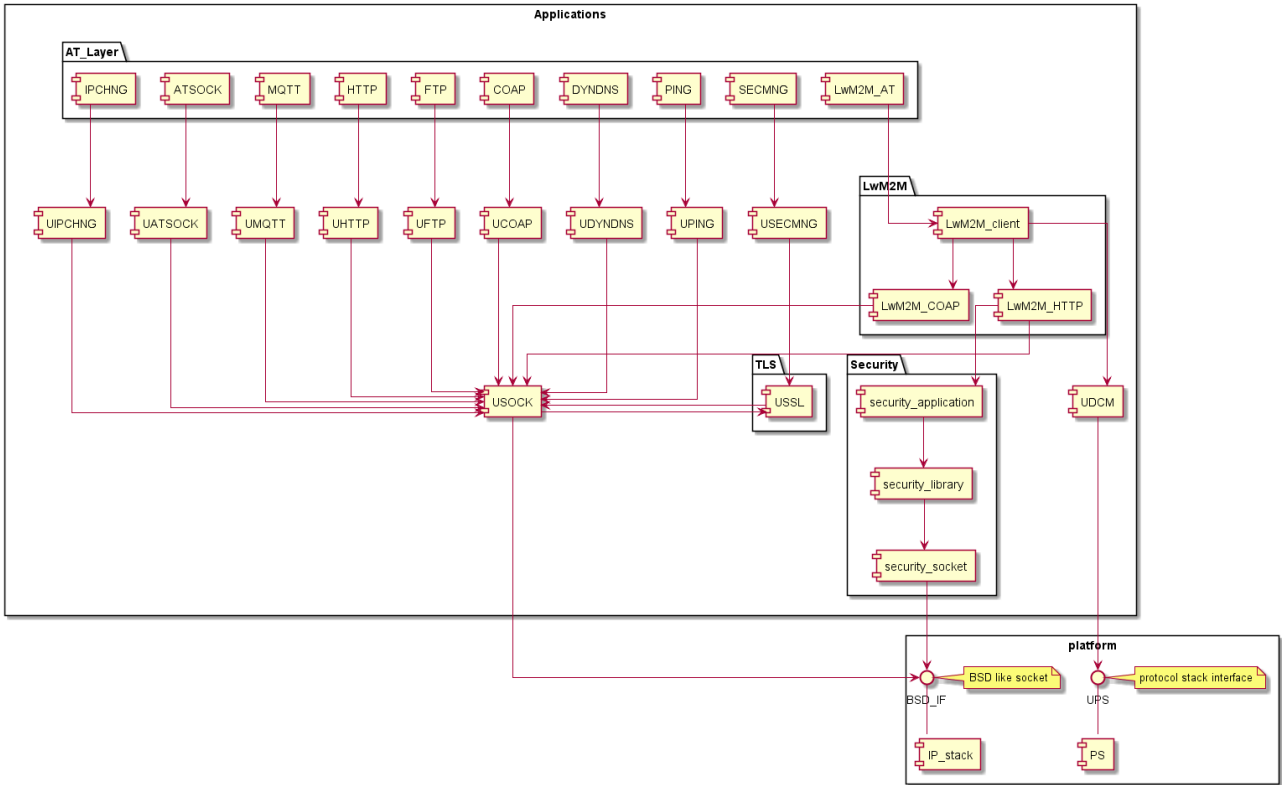 Applications
AT_Layer
IPCHNG
ATSOCK
MQTT
HTTP
FTP
COAP
DYNDNS
PING
SECMNG
LwM2M_AT
LwM2M
UIPCHNG
UATSOCK
UMQTT
UHTTP
UFTP
UCOAP
UDYNDNS
UPING
USECMNG
LwM2M_client
LwM2M_COAP
LwM2M_HTTP
TLS
Security
USOCK
USSL
security_application
UDCM
security_library
security_socket
platform
BSD like socket
protocol stack interface
BSD_IF
UPS
IP_stack
PS